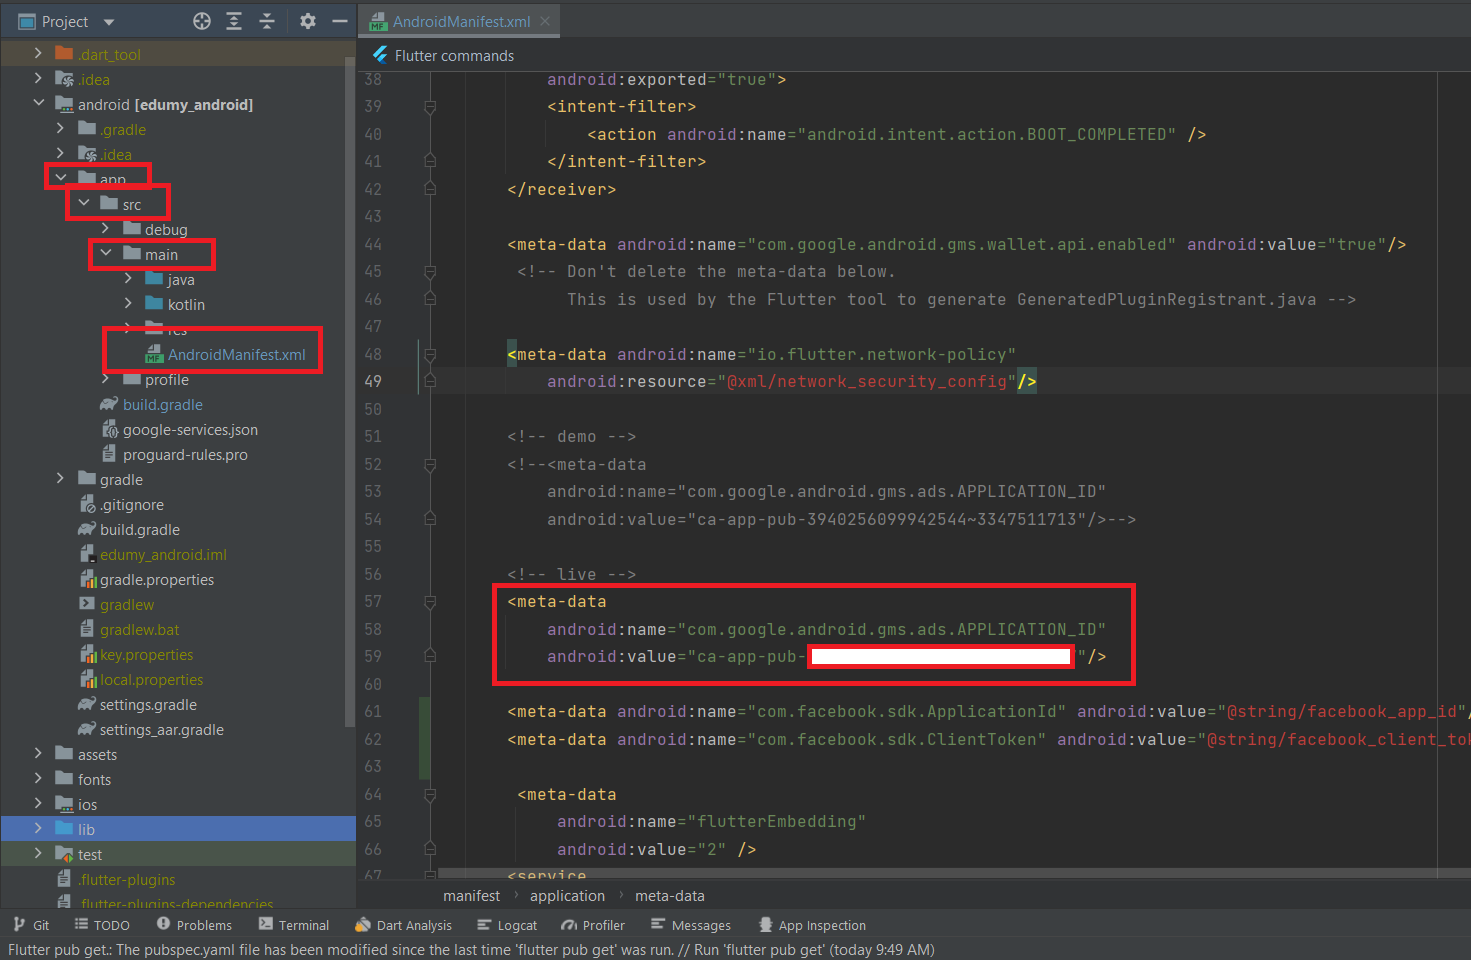 Project
AndroidManifest.xml
Flutter commands
.dart_tool
.idea
android [edumy_android]
.gradle
.idea
app
src
debug
main
java
kotlin
res
AndroidManifest.xml
profile
build.gradle
google-services.json
proguard-rules.pro
gradle
.gitignore
build.gradle
edumy_android.iml
gradle.properties
gradlew
gradlew.bat
key.properties
local.properties
settings.gradle
settings_aar.gradle
assets
fonts
ios
lib
test
.flutter-plugins
.flutter-plugins-dependencies
38 android:exported="true">
39 <intent-filter>
40 <action android:name="android.intent.action.BOOT_COMPLETED" />
41 </intent-filter>
42 </receiver>
43
44 <meta-data android:name="com.google.android.gms.wallet.api.enabled" android:value="true"/>
45 <!-- Don't delete the meta-data below.
46 This is used by the Flutter tool to generate GeneratedPluginRegistrant.java -->
47
48 <meta-data android:name="io.flutter.network-policy"
49 android:resource="@xml/network_security_config"/>
50
51 <!-- demo -->
52 <!--<meta-data
53 android:name="com.google.android.gms.ads.APPLICATION_ID"
54 android:value="ca-app-pub-3940256099942544~3347511713"/>-->
55
56 <!-- live -->
57 <meta-data
58 android:name="com.google.android.gms.ads.APPLICATION_ID"
59 android:value="ca-app-pub- "/>
60
61 <meta-data android:name="com.facebook.sdk.ApplicationId" android:value="@string/facebook_app_id"/
62 <meta-data android:name="com.facebook.sdk.ClientToken" android:value="@string/facebook_client_tok
63
64 <meta-data
65 android:name="flutterEmbedding"
66 android:value="2" />
67 <service
manifest › application › meta-data
Git TODO Problems Terminal Dart Analysis Logcat Profiler Messages App Inspection
Flutter pub get.: The pubspec.yaml file has been modified since the last time 'flutter pub get' was run. // Run 'flutter pub get' (today 9:49 AM)